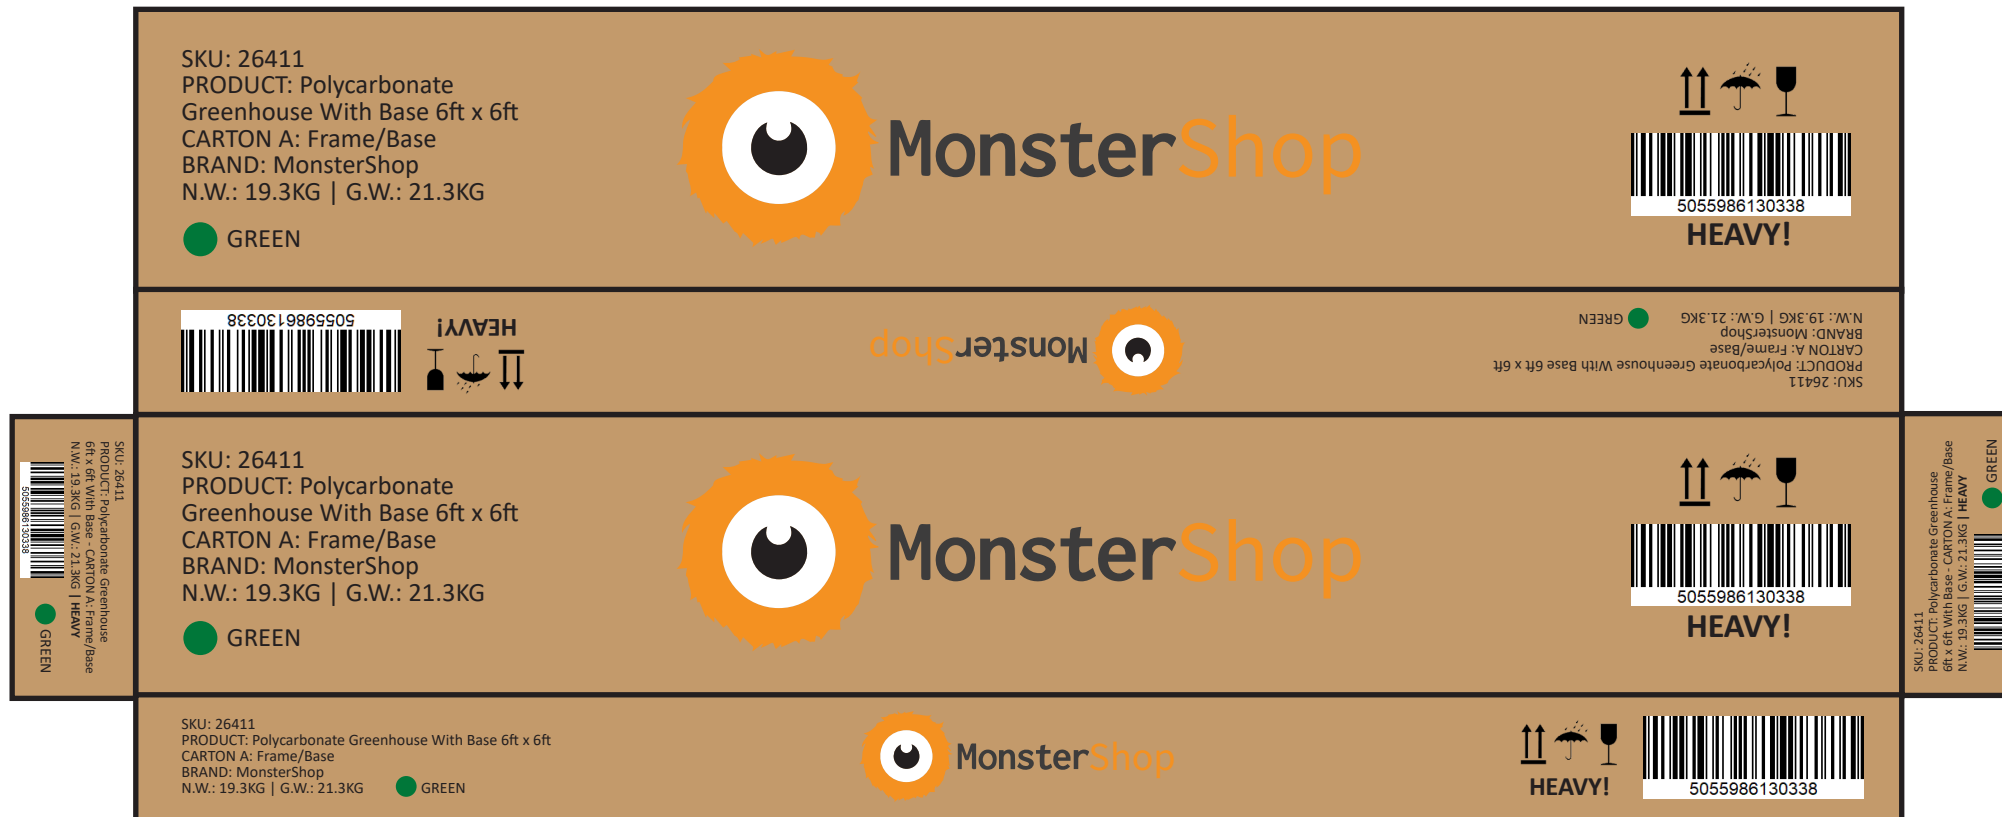 SKU: 26411
PRODUCT: Polycarbonate
Greenhouse With Base 6ft x 6ft
CARTON A: Frame/Base
BRAND: MonsterShop
N.W.: 19.3KG | G.W.: 21.3KG
GREEN
MonsterShop
5055986130338
HEAVY!
5055986130338
HEAVY!
MonsterShop
SKU: 26411
PRODUCT: Polycarbonate Greenhouse With Base 6ft x 6ft
CARTON A: Frame/Base
BRAND: MonsterShop
N.W.: 19.3KG | G.W.: 21.3KG
GREEN
SKU: 26411
PRODUCT: Polycarbonate Greenhouse
6ft x 6ft With Base - CARTON A: Frame/Base
N.W.: 19.3KG | G.W.: 21.3KG | HEAVY
5055986130338
GREEN
SKU: 26411
PRODUCT: Polycarbonate
Greenhouse With Base 6ft x 6ft
CARTON A: Frame/Base
BRAND: MonsterShop
N.W.: 19.3KG | G.W.: 21.3KG
GREEN
MonsterShop
5055986130338
HEAVY!
SKU: 26411
PRODUCT: Polycarbonate Greenhouse
6ft x 6ft With Base - CARTON A: Frame/Base
N.W.: 19.3KG | G.W.: 21.3KG | HEAVY
GREEN
SKU: 26411
PRODUCT: Polycarbonate Greenhouse With Base 6ft x 6ft
CARTON A: Frame/Base
BRAND: MonsterShop
N.W.: 19.3KG | G.W.: 21.3KG
GREEN
MonsterShop
HEAVY!
5055986130338